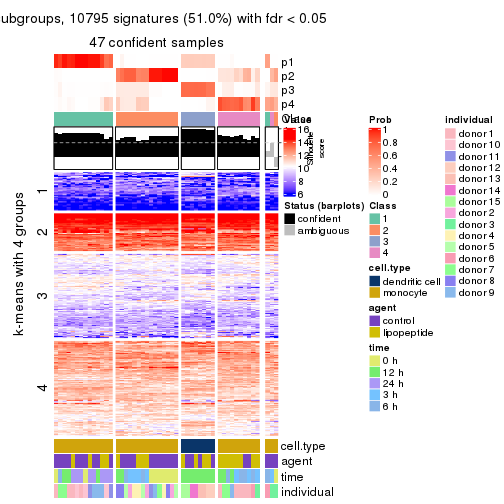 ubgroups, 10795 signatures (51.0%) with fdr < 0.05
47 confident samples
p1
p2
p3
p4
Class
Silhouette
score
k-means with 4 groups
1
2
3
4
cell.type
agent
time
individual
16
14
12
10
8
6
Status (barplots)
confident
ambiguous
Prob
1
0.8
0.6
0.4
0.2
0
Class
1
2
3
4
cell.type
dendritic cell
monocyte
agent
control
lipopeptide
time
0 h
12 h
24 h
3 h
6 h
individual
donor 1
donor 10
donor 11
donor 12
donor 13
donor 14
donor 15
donor 2
donor 3
donor 4
donor 5
donor 6
donor 7
donor 8
donor 9